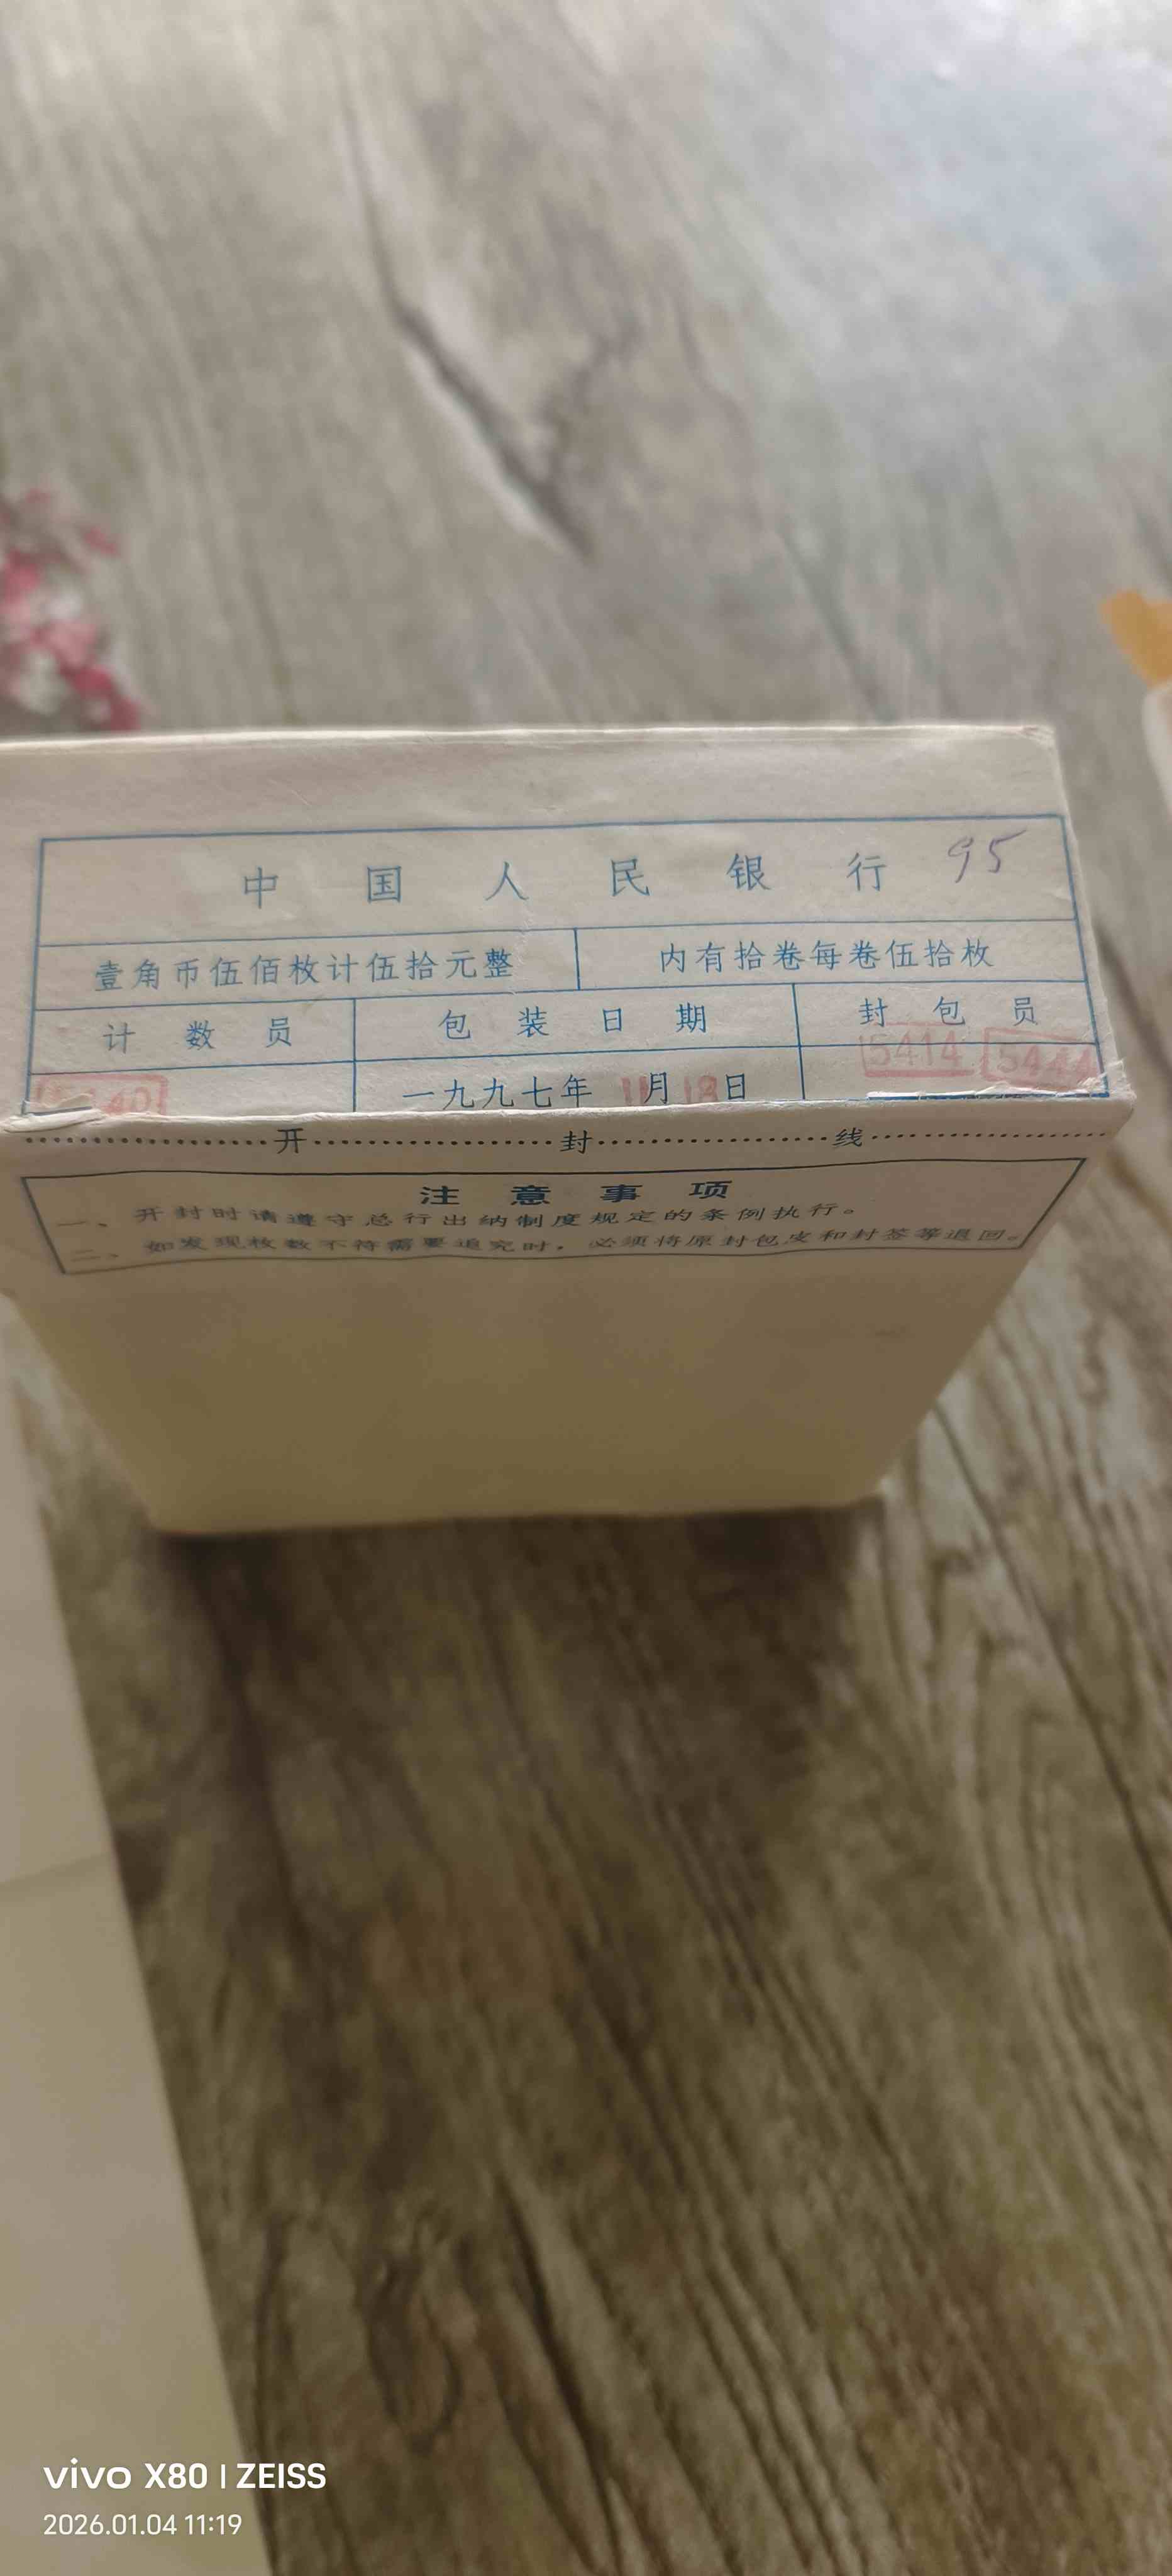 中国人民银行 95
壹角币伍佰枚计伍拾元整 内有拾卷每卷伍拾枚
计数员 包装日期 封包员
一九九七年 11月18日 5414 5444
开封线
注意事项
一、开封时请遵守总行出纳制度规定的条例执行。
二、如发现枚数不符需要追究时，必须将原封包皮和封签等退回。
vivo X80 | ZEISS
2026.01.04 11:19